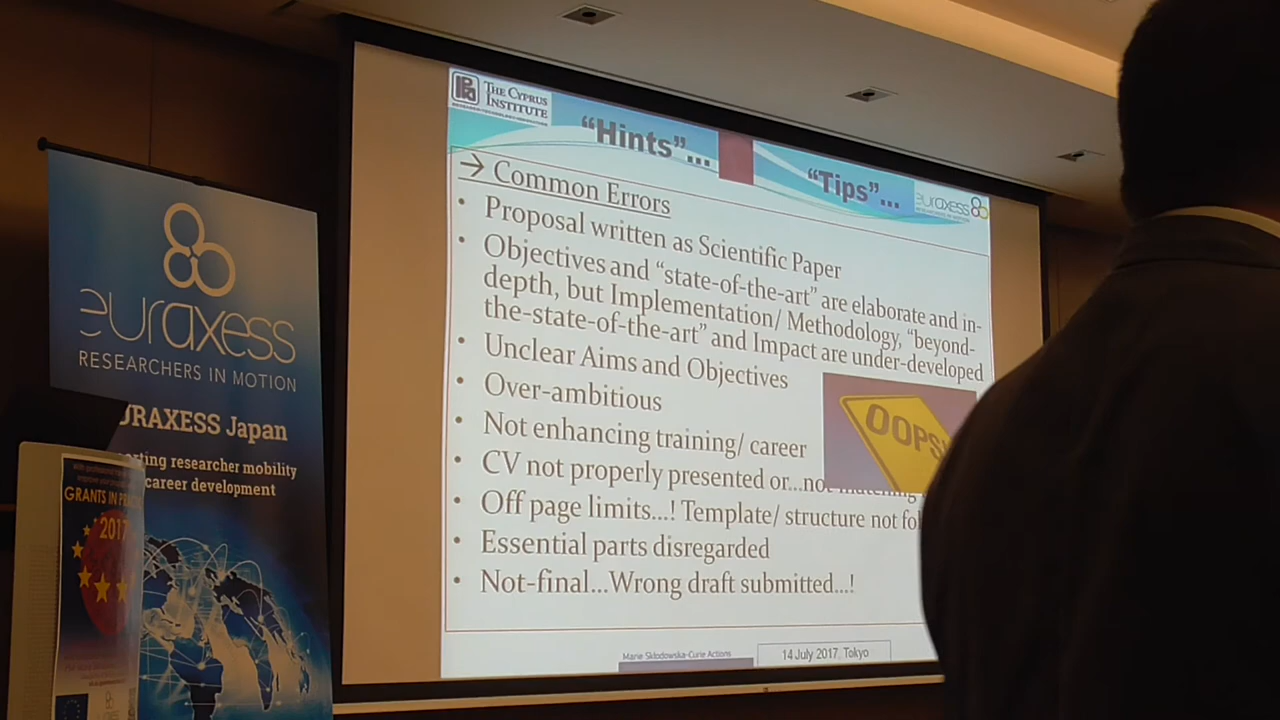 THE CYPRUS
INSTITUTE
"Hints"...
"Tips"...
euraxess
→ Common Errors
• Proposal written as Scientific Paper
• Objectives and "state-of-the-art" are elaborate and in-
depth, but Implementation/ Methodology, "beyond-
the-state-of-the-art" and Impact are under-developed
• Unclear Aims and Objectives
• Over-ambitious
• Not enhancing training/ career
• CV not properly presented or...not matching
• Off page limits...! Template/ structure not fol
• Essential parts disregarded
• Not-final...Wrong draft submitted...!
OOPS!
Marie Skłodowska-Curie Actions
14 July 2017, Tokyo
euraxess
RESEARCHERS IN MOTION
URAXESS Japan
rting researcher mobility
career development
GRANTS IN PR
2017